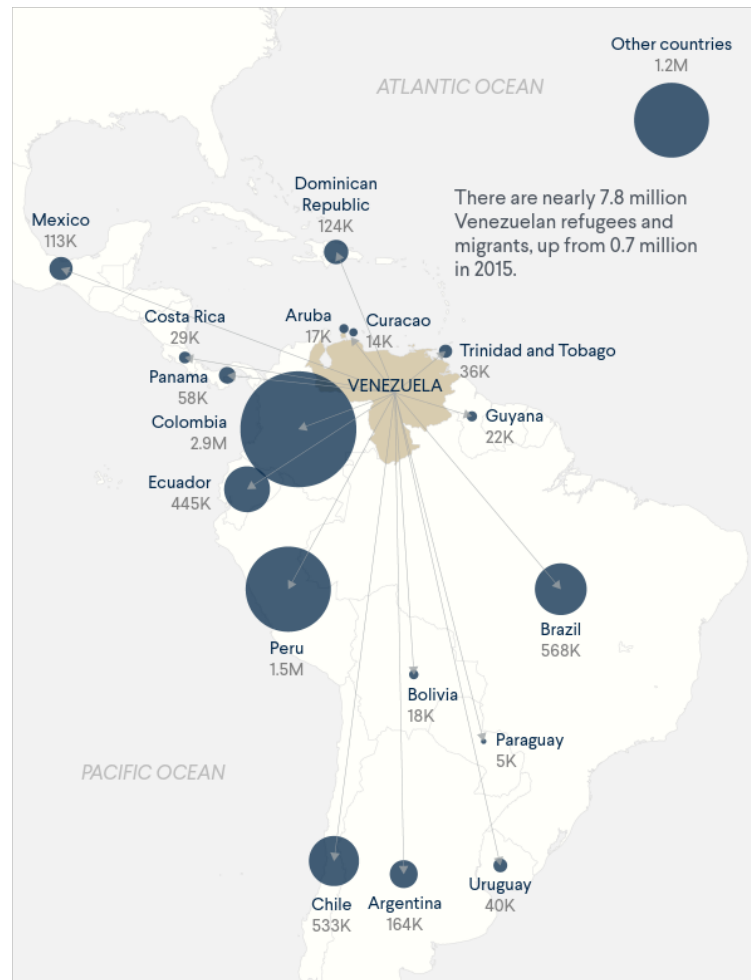 Other countries
1.2M
ATLANTIC OCEAN
There are nearly 7.8 million
Venezuelan refugees and
migrants, up from 0.7 million
in 2015.
Dominican
Republic
124K
Mexico
113K
Costa Rica
29K
Aruba
17K
Curacao
14K
Trinidad and Tobago
36K
Panama
58K
VENEZUELA
Colombia
2.9M
Guyana
22K
Ecuador
445K
Peru
1.5M
Brazil
568K
Bolivia
18K
Paraguay
5K
PACIFIC OCEAN
Chile
533K
Argentina
164K
Uruguay
40K